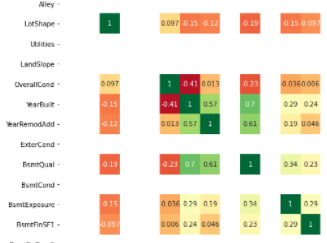 Alley
LotShape 1 0.097 -0.15 -0.12 -0.19 -0.15 -0.097
Utilities
LandSlope
OverallCond 0.097 1 -0.41 0.013 -0.23 -0.036 0.006
YearBuilt -0.15 -0.41 1 0.57 0.7 0.29 0.24
YearRemodAdd -0.12 0.013 0.57 1 0.61 0.19 0.046
ExterCond
BsmtQual -0.19 -0.23 0.7 0.61 1 0.34 0.23
BsmtCond
BsmtExposure -0.15 -0.036 0.29 0.19 0.34 1 0.29
BsmtFinSF1 -0.097 0.006 0.24 0.046 0.23 0.29 1